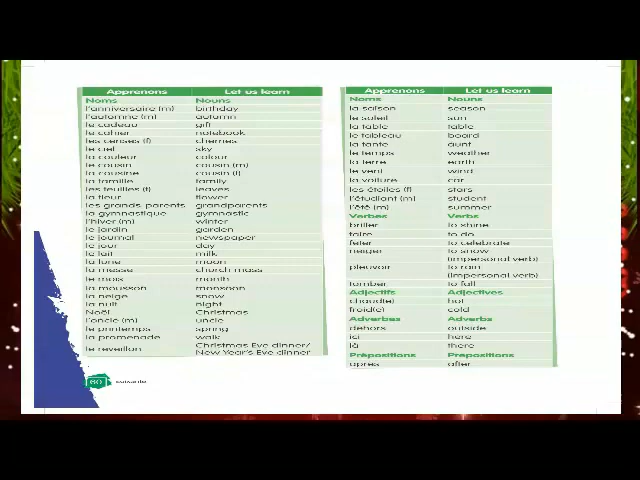 Apprenons Let us learn
Noms Nouns
l'anniversaire (m) birthday
l'automne (m) autumn
le cadeau gift
le cahier notebook
les cerises (f) cherries
le ciel sky
la couleur colour
le cousin cousin (m)
la cousine cousin (f)
la famille family
les feuilles (f) leaves
la fleur flower
les grands-parents grandparents
la gymnastique gymnastic
l'hiver (m) winter
le jardin garden
le journal newspaper
le jour day
le lait milk
la lune moon
la messe church mass
le mois month
la mousson monsoon
la neige snow
la nuit night
Noël Christmas
l'oncle (m) uncle
le printemps spring
la promenade walk
le reveillon Christmas Eve dinner/
New Year's Eve dinner
Apprenons Let us learn
Noms Nouns
la saison season
le soleil sun
la table table
le tableau board
la tante aunt
le temps weather
la terre earth
le vent wind
la voiture car
les étoiles (f) stars
l'étudiant (m) student
l'été (m) summer
Verbes Verbs
briller to shine
faire to do
fêter to celebrate
neiger to snow
(impersonal verb)
pleuvoir to rain
(impersonal verb)
tomber to fall
Adjectifs Adjectives
chaud(e) hot
froid(e) cold
Adverbes Adverbs
dehors outside
ici here
là there
Prépositions Prepositions
après after
60 soixante